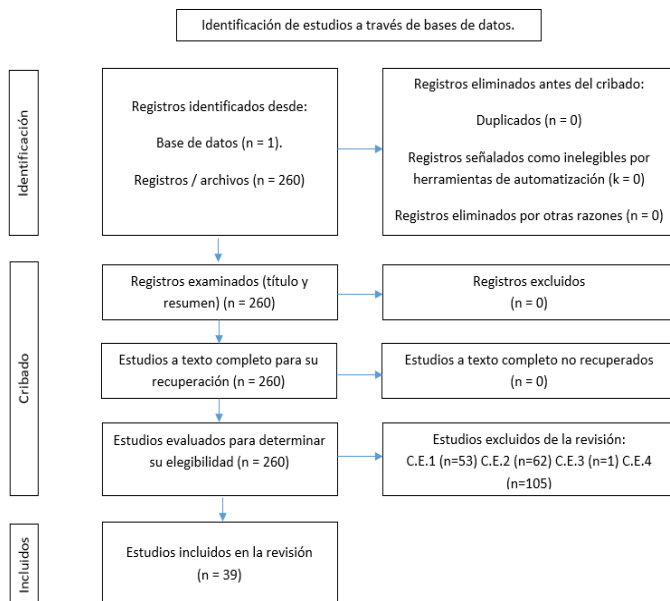 Identificación de estudios a través de bases de datos.
Identificación
Registros identificados desde:
Base de datos (n = 1).
Registros / archivos (n = 260)
Registros eliminados antes del cribado:
Duplicados (n = 0)
Registros señalados como inelegibles por
herramientas de automatización (k = 0)
Registros eliminados por otras razones (n = 0)
Cribado
Registros examinados (título y
resumen) (n = 260)
Registros excluidos
(n = 0)
Estudios a texto completo para su
recuperación (n = 260)
Estudios a texto completo no recuperados
(n = 0)
Estudios evaluados para determinar
su elegibilidad (n = 260)
Estudios excluidos de la revisión:
C.E.1 (n=53) C.E.2 (n=62) C.E.3 (n=1) C.E.4
(n=105)
Incluidos
Estudios incluidos en la revisión
(n = 39)